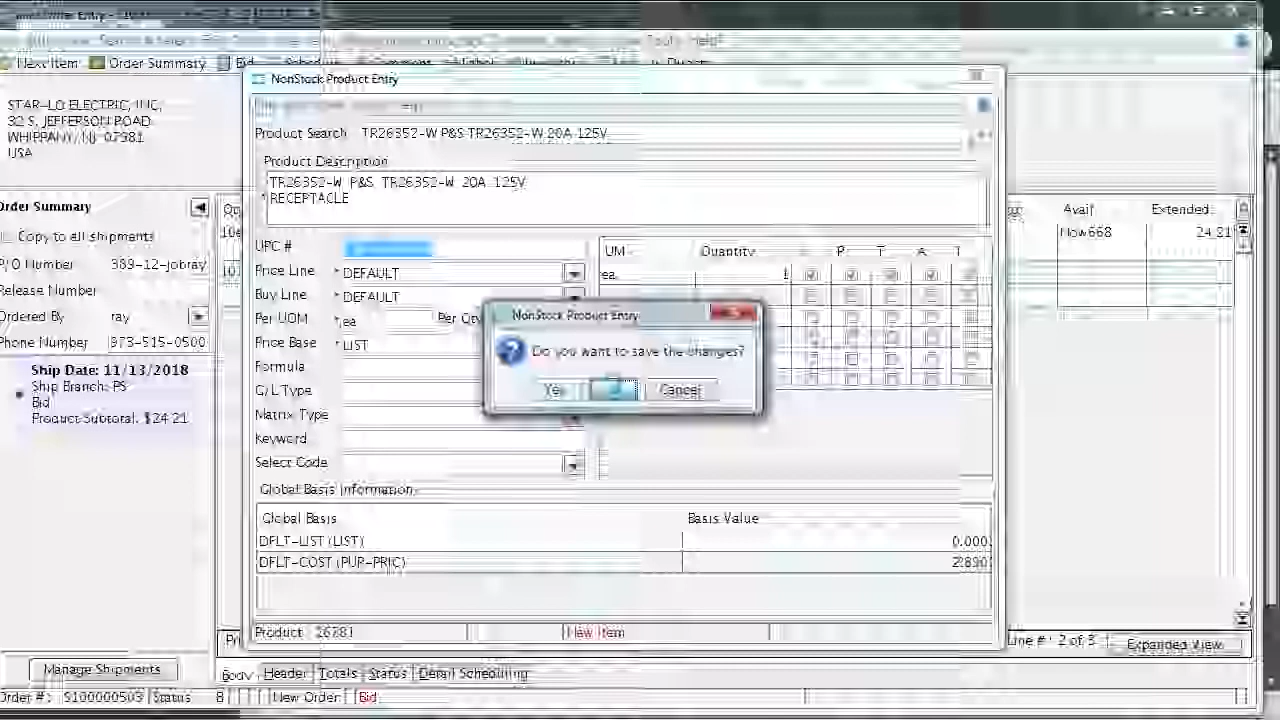 Next Item Order Summary
STAR-LO ELECTRIC, INC.
32 S. JEFFERSON ROAD
WHIPPANY, NJ 07981
USA
Order Summary
Copy to all shipments
P/O Number 389-12-jobray
Release Number
Ordered By ray
Phone Number 973-515-0500
Ship Date: 11/13/2018
Ship Branch: PS
Bid
Product Subtotal: $24.21
Manage Shipments
NonStock Product Entry
Product Search TR26352-W P&S TR26352-W 20A 125V
Product Description
TR26352-W P&S TR26352-W 20A 125V
RECEPTACLE
UPC #
Price Line * DEFAULT
Buy Line * DEFAULT
Per UOM * ea Per Qty
Price Base * LIST
Formula
G/L Type
Matrix Type
Keyword
Select Code
UM Quantity P T A T
ea 1
Global Basis Information
Global Basis Basis Value
DFLT-LIST (LIST) 0.000
DFLT-COST (PUR-PRIC) 2.890
Product: 26281 New Item
NonStock Product Entry
Do you want to save the changes?
Yes Cancel
Avail Extended
Now668 24.21
Line #: 2 of 3 Expanded View
Body Header Totals Status Detail Scheduling
Order #: Status 8 New Order: Bid